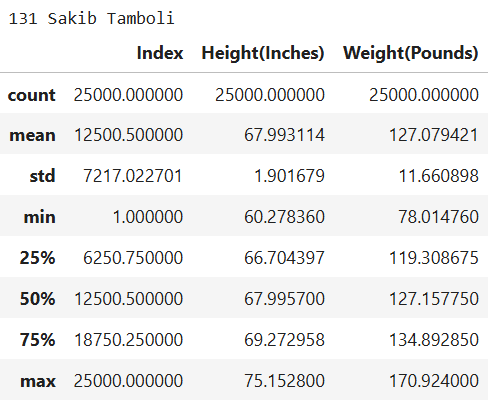 131 Sakib Tamboli
Index Height(Inches) Weight(Pounds)
count 25000.000000 25000.000000 25000.000000
mean 12500.500000 67.993114 127.079421
std 7217.022701 1.901679 11.660898
min 1.000000 60.278360 78.014760
25% 6250.750000 66.704397 119.308675
50% 12500.500000 67.995700 127.157750
75% 18750.250000 69.272958 134.892850
max 25000.000000 75.152800 170.924000